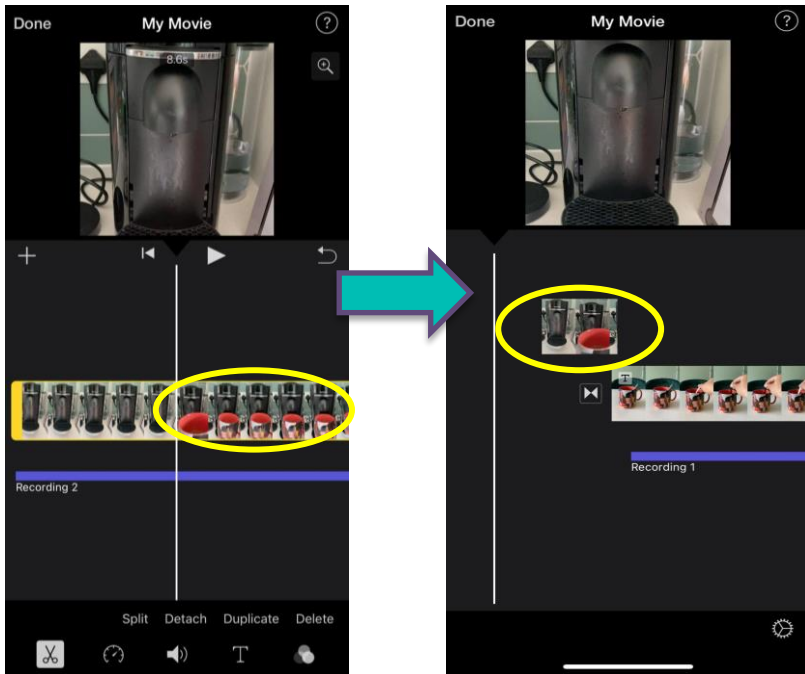 Done My Movie ?
8.6s
Recording 2
Split Detach Duplicate Delete
T
Done My Movie ?
T
Recording 1